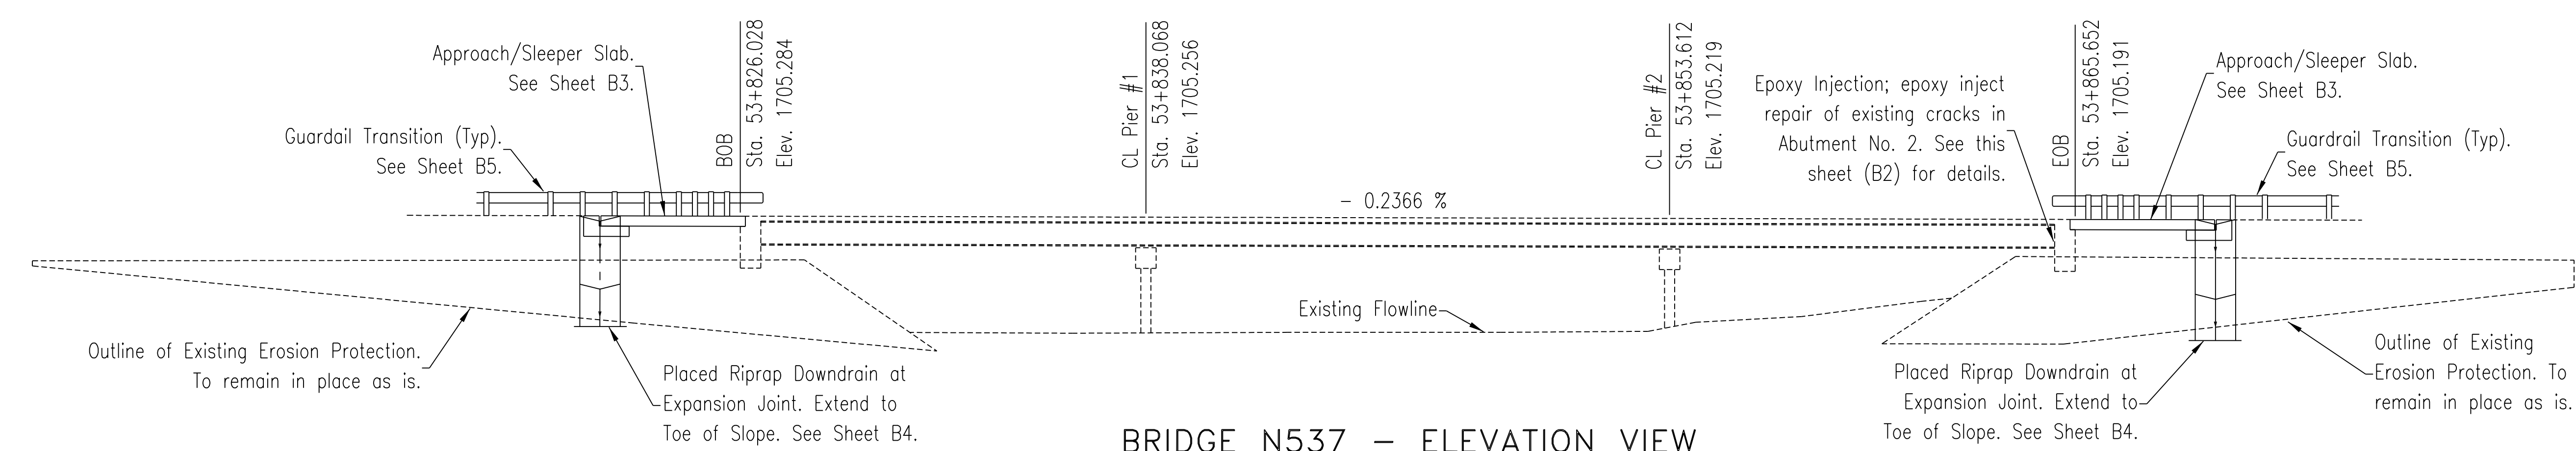 Approach/Sleeper Slab.
See Sheet B3.
Guardail Transition (Typ).
See Sheet B5.
BOB
Sta. 53+826.028
Elev. 1705.284
CL Pier #1
Sta. 53+838.068
Elev. 1705.256
- 0.2366 %
CL Pier #2
Sta. 53+853.612
Elev. 1705.219
Epoxy Injection; epoxy inject
repair of existing cracks in
Abutment No. 2. See this
sheet (B2) for details.
EOB
Sta. 53+865.652
Elev. 1705.191
Approach/Sleeper Slab.
See Sheet B3.
Guardrail Transition (Typ).
See Sheet B5.
Existing Flowline
Outline of Existing Erosion Protection.
To remain in place as is.
Placed Riprap Downdrain at
Expansion Joint. Extend to
Toe of Slope. See Sheet B4.
Placed Riprap Downdrain at
Expansion Joint. Extend to
Toe of Slope. See Sheet B4.
Outline of Existing
Erosion Protection. To
remain in place as is.
BRIDGE N537 - ELEVATION VIEW